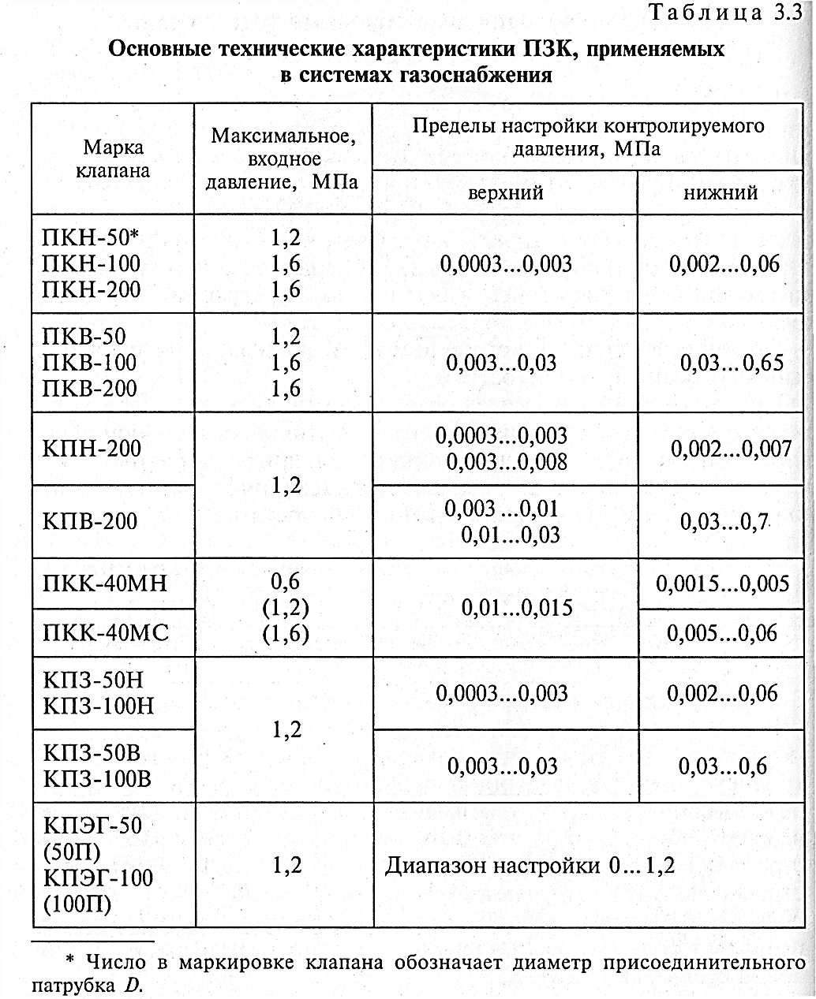 Таблица 3.3
Основные технические характеристики ПЗК, применяемых
в системах газоснабжения
Марка
клапана
Максимальное,
входное
давление, МПа
Пределы настройки контролируемого
давления, МПа
верхний
нижний
ПКН-50*
ПКН-100
ПКН-200
1,2
1,6
1,6
0,0003...0,003
0,002...0,06
ПКВ-50
ПКВ-100
ПКВ-200
1,2
1,6
1,6
0,003...0,03
0,03...0,65
КПН-200
1,2
0,0003...0,003
0,003...0,008
0,002...0,007
КПВ-200
0,003...0,01
0,01...0,03
0,03...0,7
ПКК-40МН
0,6
(1,2)
(1,6)
0,01...0,015
0,0015...0,005
ПКК-40МС
0,005...0,06
КПЗ-50Н
КПЗ-100Н
1,2
0,0003...0,003
0,002...0,06
КПЗ-50В
КПЗ-100В
0,003...0,03
0,03...0,6
КПЭГ-50
(50П)
КПЭГ-100
(100П)
1,2
Диапазон настройки 0...1,2
* Число в маркировке клапана обозначает диаметр присоединительного
патрубка D.